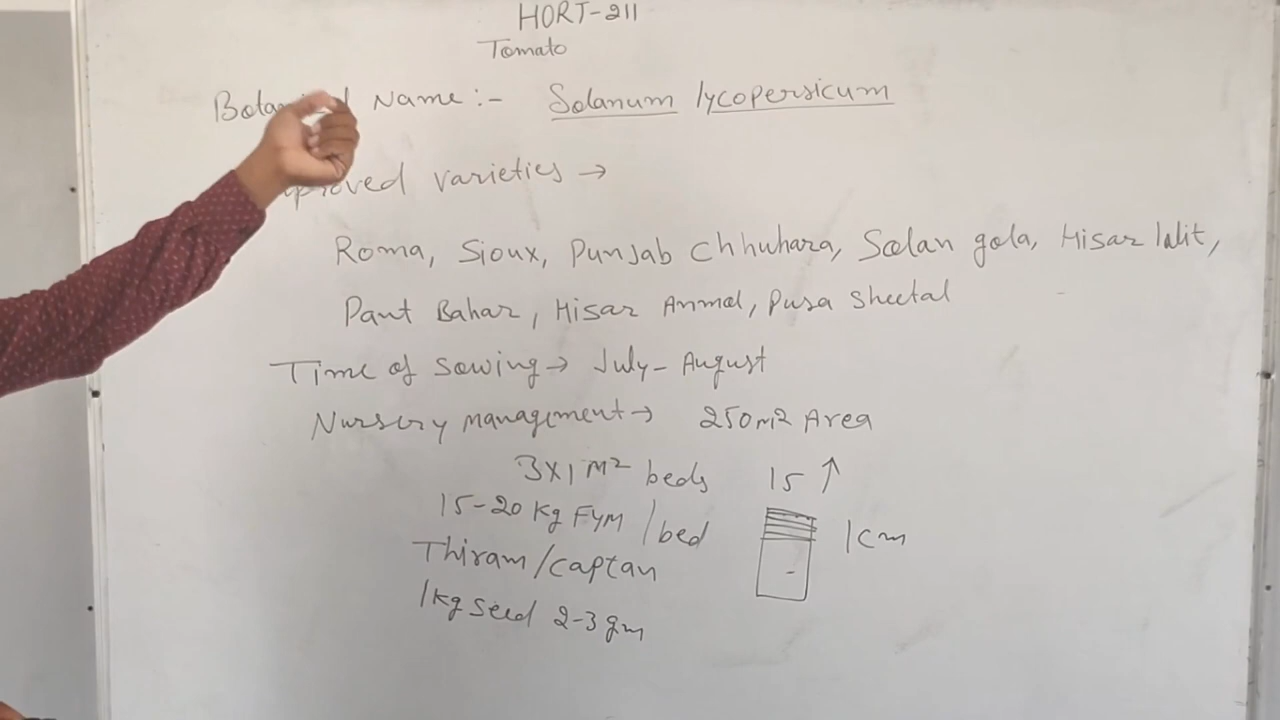 HORT-211
Tomato
Name :- Solanum lycopersicum
varieties →
Roma, Sioux, Punjab Chhuhara, Solan gola, Hisar lalit,
Pant Bahar, Hisar Anmol, Pusa Sheetal
Time of sowing → July - August
Nursery management → 250 m2 Area
3x1 M² beds 15 ↑
15-20 Kg FYM / bed
1cm
Thiram/captan
1kg seed 2-3 gm